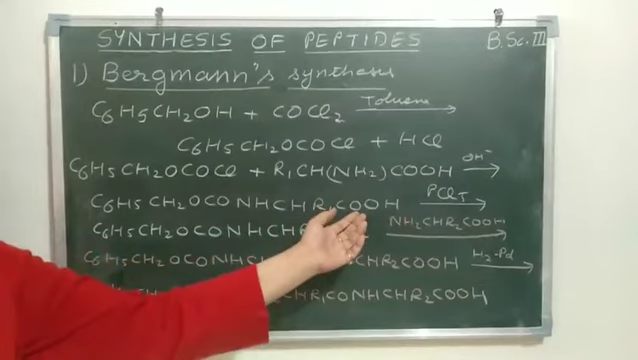 SYNTHESIS OF PEPTIDES B.Sc. III
1) Bergmann's synthesis
C6H5CH2OH + COCl2 Toluene
C6H5CH2OCOCl + HCl
C6H5CH2OCOCl + R1CH(NH2)COOH OH-
C6H5CH2OCONHCHR1COOH PCl5
C6H5CH2OCONHCH NH2CHR2COOH
C6H5CH2OCONHC CHR2COOH H2-Pd
CHR1CONHCHR2COOH